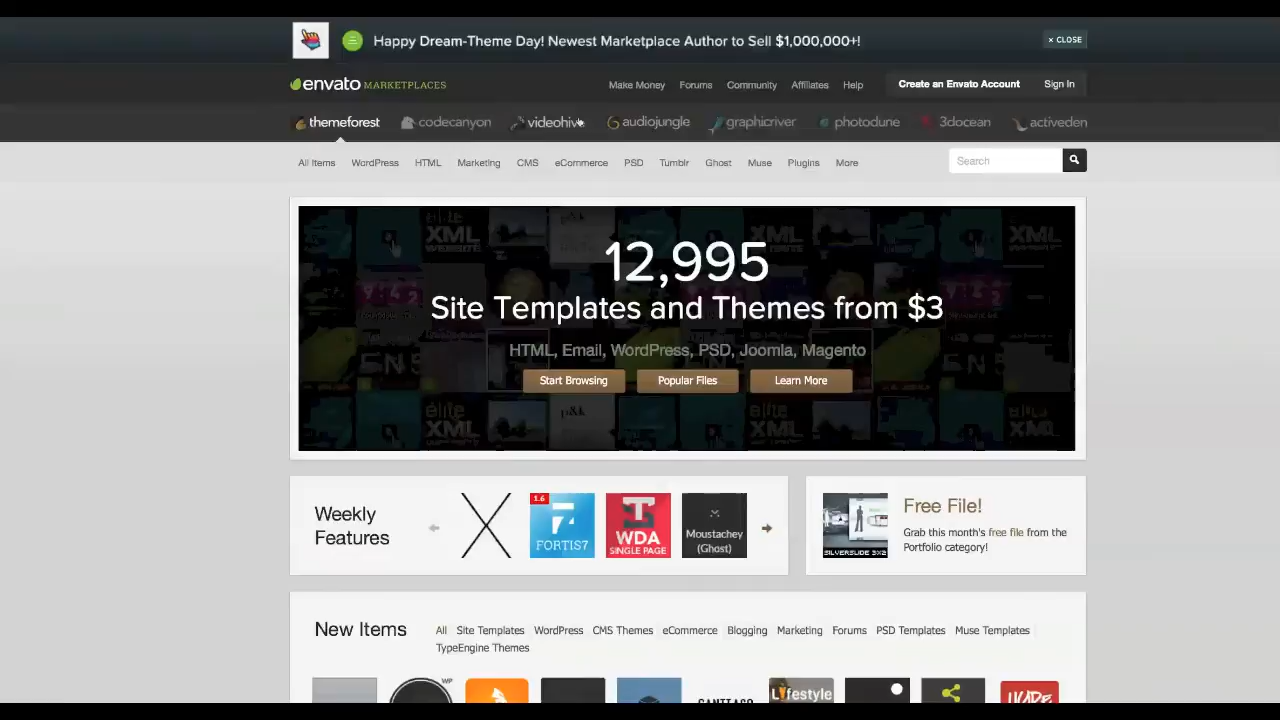 Happy Dream-Theme Day! Newest Marketplace Author to Sell $1,000,000+!
× CLOSE
envato MARKETPLACES
Make Money Forums Community Affiliates Help Create an Envato Account Sign In
themeforest codecanyon videohive audiojungle graphicriver photodune 3docean activeden
All Items WordPress HTML Marketing CMS eCommerce PSD Tumblr Ghost Muse Plugins More Search
12,995
Site Templates and Themes from $3
HTML, Email, WordPress, PSD, Joomla, Magento
Start Browsing Popular Files Learn More
Weekly
Features
1.6
FORTIS7
WDA
SINGLE PAGE
Moustachey
(Ghost)
SILVERSLIDE 3X2
Free File!
Grab this month's free file from the
Portfolio category!
New Items
All Site Templates WordPress CMS Themes eCommerce Blogging Marketing Forums PSD Templates Muse Templates
TypeEngine Themes
WP
Lifestyle